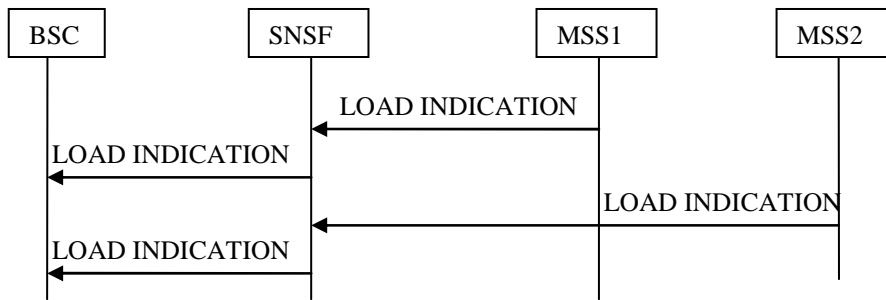 BSC
SNSF
MSS1
MSS2
LOAD INDICATION
LOAD INDICATION
LOAD INDICATION
LOAD INDICATION